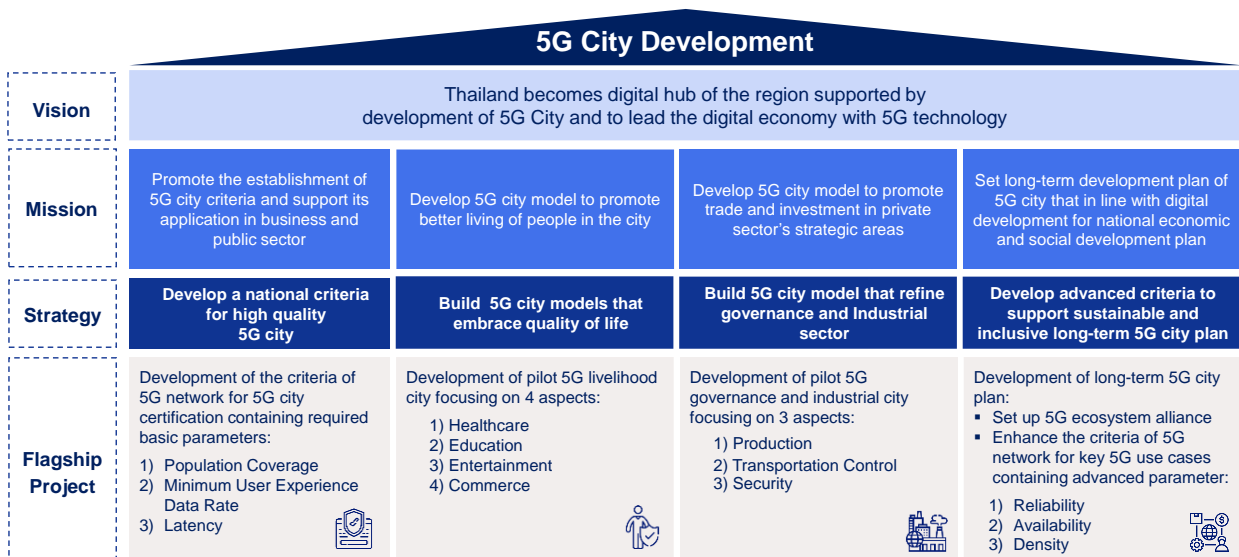 5G City Development
Vision
Thailand becomes digital hub of the region supported by
development of 5G City and to lead the digital economy with 5G technology
Mission
Promote the establishment of
5G city criteria and support its
application in business and
public sector
Develop 5G city model to promote
better living of people in the city
Develop 5G city model to promote
trade and investment in private
sector's strategic areas
Set long-term development plan of
5G city that in line with digital
development for national economic
and social development plan
Strategy
Develop a national criteria
for high quality
5G city
Build 5G city models that
embrace quality of life
Build 5G city model that refine
governance and Industrial
sector
Develop advanced criteria to
support sustainable and
inclusive long-term 5G city plan
Flagship
Project
Development of the criteria of
5G network for 5G city
certification containing required
basic parameters:
1) Population Coverage
2) Minimum User Experience
Data Rate
3) Latency
Development of pilot 5G livelihood
city focusing on 4 aspects:
1) Healthcare
2) Education
3) Entertainment
4) Commerce
Development of pilot 5G
governance and industrial city
focusing on 3 aspects:
1) Production
2) Transportation Control
3) Security
Development of long-term 5G city
plan:
▪ Set up 5G ecosystem alliance
▪ Enhance the criteria of 5G
network for key 5G use cases
containing advanced parameter:
1) Reliability
2) Availability
3) Density